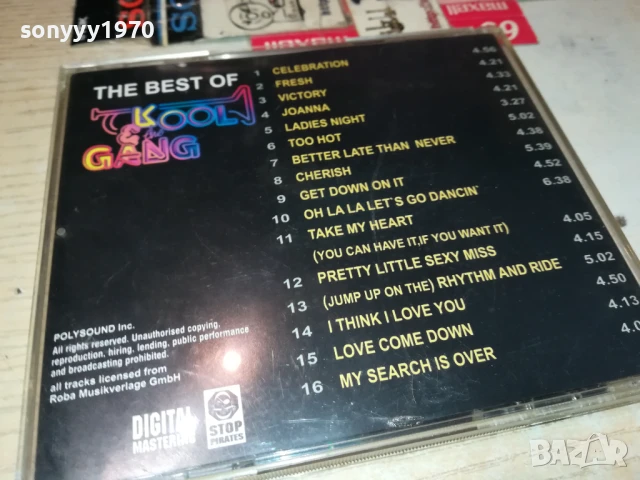 sonyyy1970
maxell
THE BEST OF
KOOL
& the
GANG
1 CELEBRATION 4.56
2 FRESH 4.21
3 VICTORY 4.33
4 JOANNA 4.21
5 LADIES NIGHT 3.27
6 TOO HOT 5.02
7 BETTER LATE THAN NEVER 4.38
8 CHERISH 5.39
9 GET DOWN ON IT 4.52
10 OH LA LA LET'S GO DANCIN' 6.38
11 TAKE MY HEART
(YOU CAN HAVE IT,IF YOU WANT IT) 4.05
12 PRETTY LITTLE SEXY MISS 4.15
13 (JUMP UP ON THE) RHYTHM AND RIDE 5.02
14 I THINK I LOVE YOU 4.50
15 LOVE COME DOWN 4.13
16 MY SEARCH IS OVER
POLYSOUND Inc.
All rights reserved. Unauthorised copying,
reproduction, hiring, lending, public performance
and broadcasting prohibited.
all tracks licensed from
Roba Musikverlage GmbH
DIGITAL
MASTERING
STOP
PIRATES
BAZAR